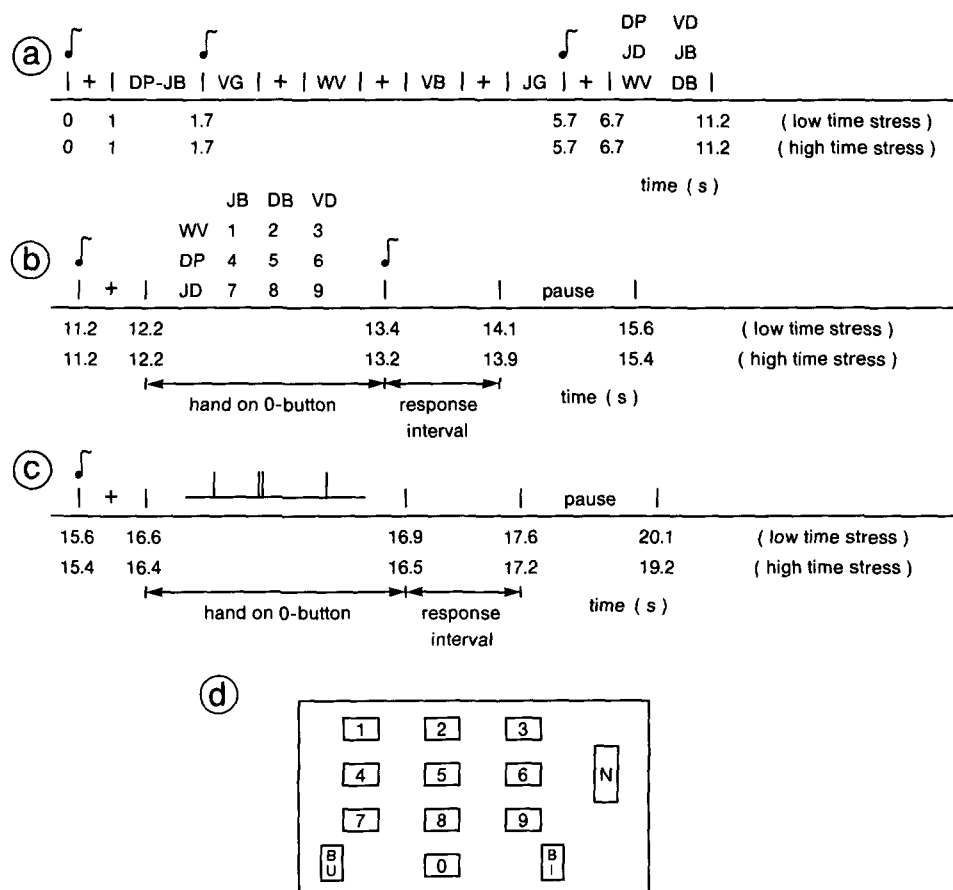 DP VD
a JD JB
| + | DP-JB | VG | + | WV | + | VB | + | JG | + | WV DB |
0 1 1.7 5.7 6.7 11.2 ( low time stress )
0 1 1.7 5.7 6.7 11.2 ( high time stress )
time ( s )
JB DB VD
WV 1 2 3
b DP 4 5 6
| + | JD 7 8 9 | | pause |
11.2 12.2 13.4 14.1 15.6 ( low time stress )
11.2 12.2 13.2 13.9 15.4 ( high time stress )
hand on 0-button response time ( s )
interval
c
| + | | | pause |
15.6 16.6 16.9 17.6 20.1 ( low time stress )
15.4 16.4 16.5 17.2 19.2 ( high time stress )
hand on 0-button response time ( s )
interval
d
1 2 3
4 5 6 N
7 8 9
BU 0 BI